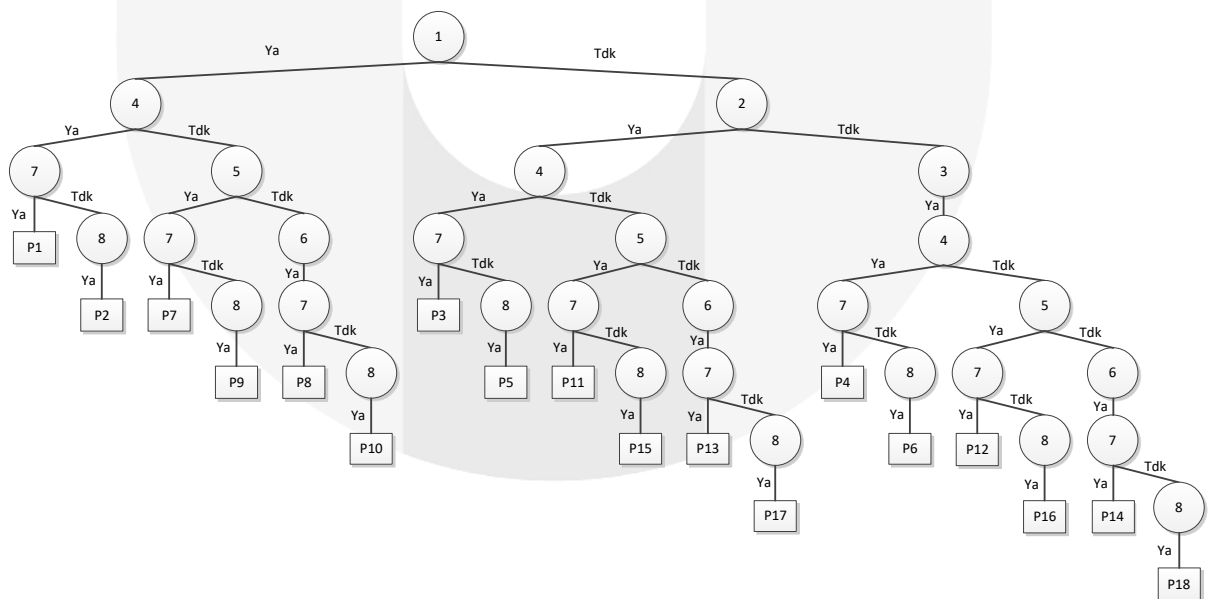 1
Ya Tdk
4 2
Ya Tdk Ya Tdk
7 5 4 3
Ya Tdk Ya Tdk Ya Tdk Ya
P1 8 7 6 7 5 4
Ya Ya Tdk Ya Ya Tdk Ya Tdk Ya Tdk
P2 P7 8 7 P3 8 7 6 7 5
Ya Ya Tdk Ya Ya Tdk Ya Ya Tdk Ya Tdk
P9 P8 8 P5 P11 8 7 P4 8 7 6
Ya Ya Ya Tdk Ya Ya Tdk Ya
P10 P15 P13 8 P6 P12 8 7
Ya Ya Ya Tdk
P17 P16 P14 8
Ya
P18